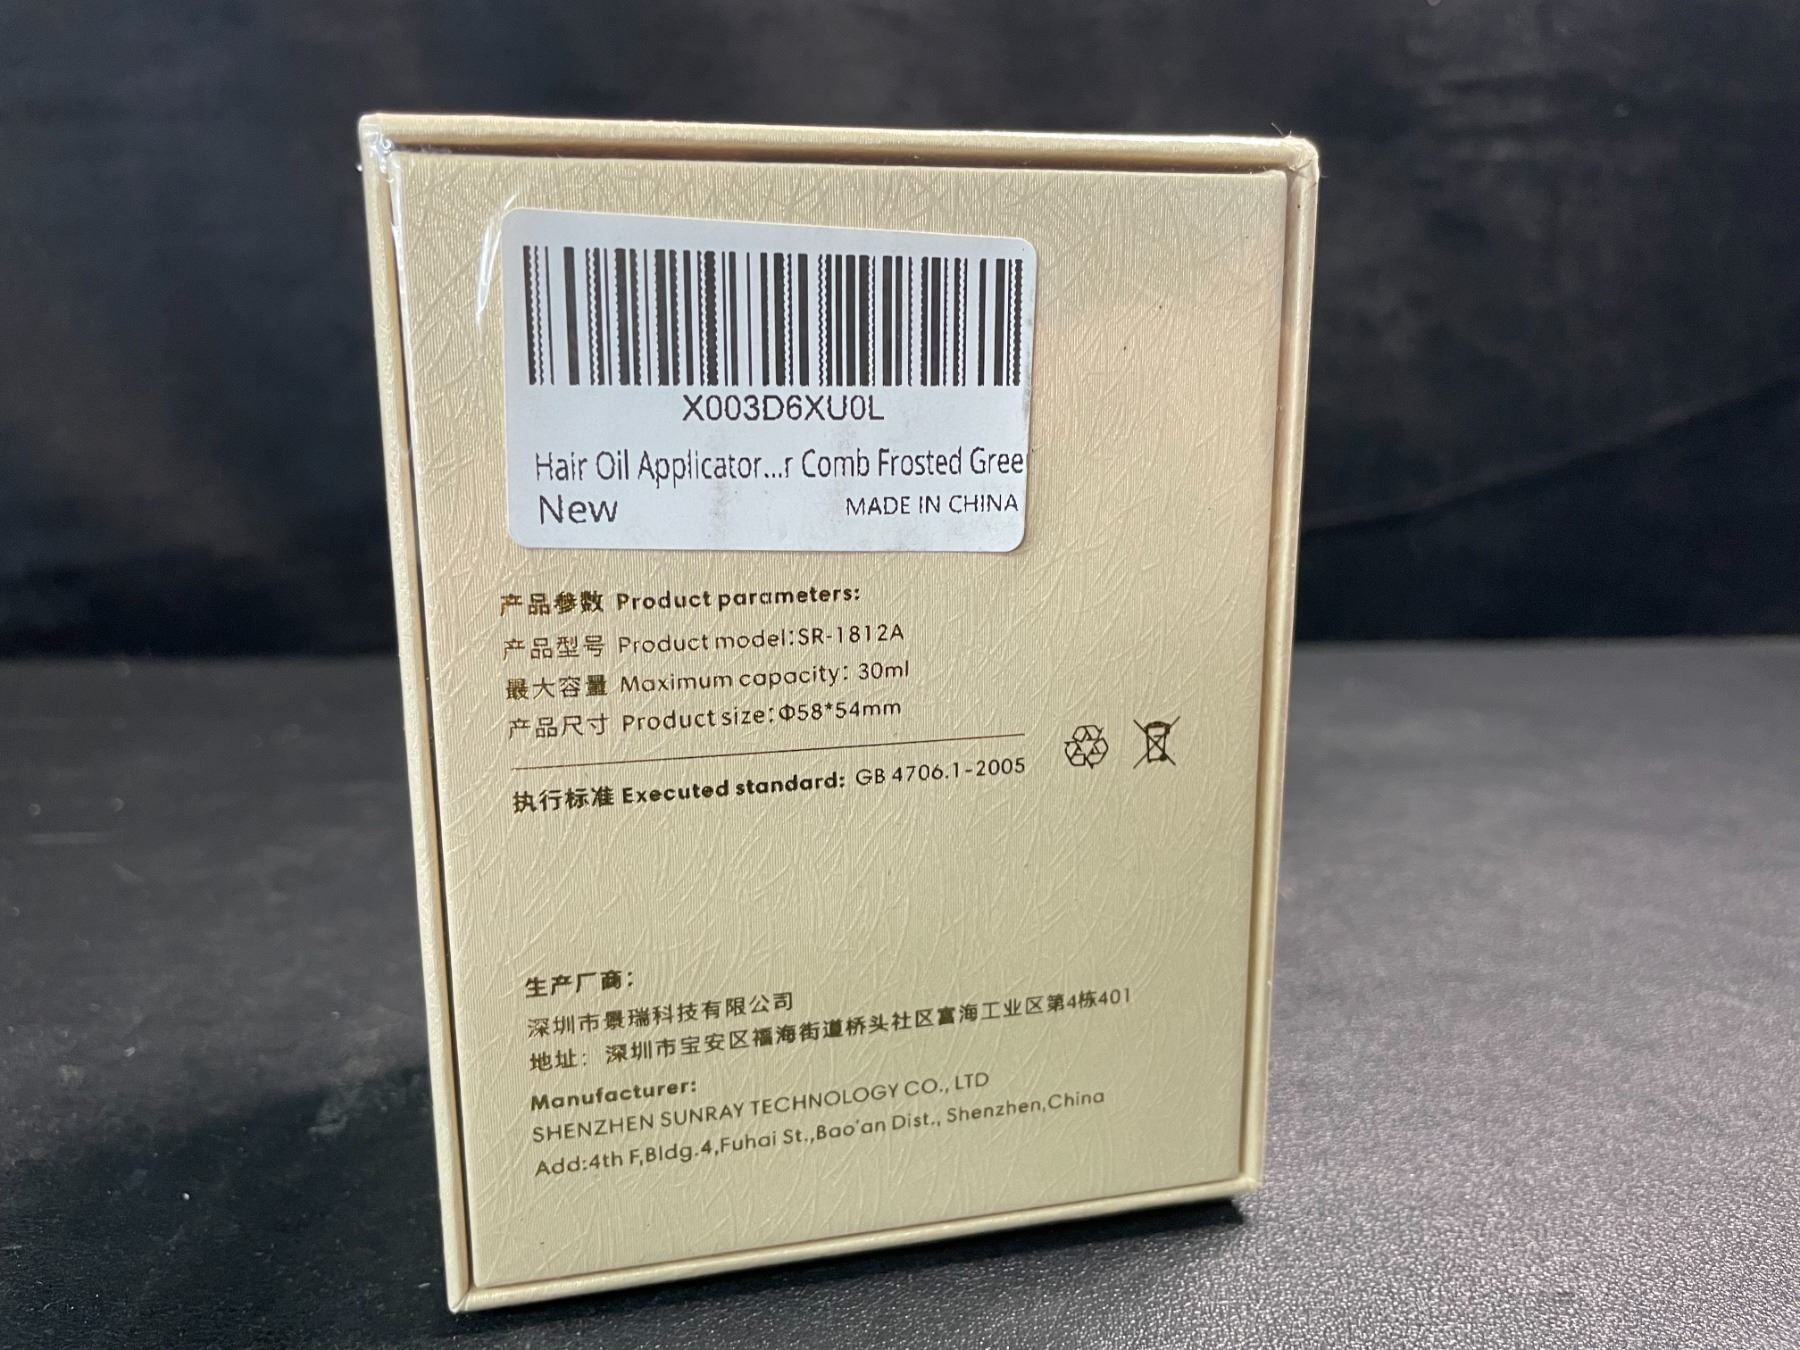 X003D6XU0L
Hair Oil Applicator...r Comb Frosted Gree
New MADE IN CHINA
产品参数 Product parameters:
产品型号 Product model:SR-1812A
最大容量 Maximum capacity: 30ml
产品尺寸 Product size:Φ58*54mm
执行标准 Executed standard: GB 4706.1-2005
生产厂商:
深圳市景瑞科技有限公司
地址: 深圳市宝安区福海街道桥头社区富海工业区第4栋401
Manufacturer:
SHENZHEN SUNRAY TECHNOLOGY CO., LTD
Add:4th F,Bldg.4,Fuhai St.,Bao'an Dist., Shenzhen,China